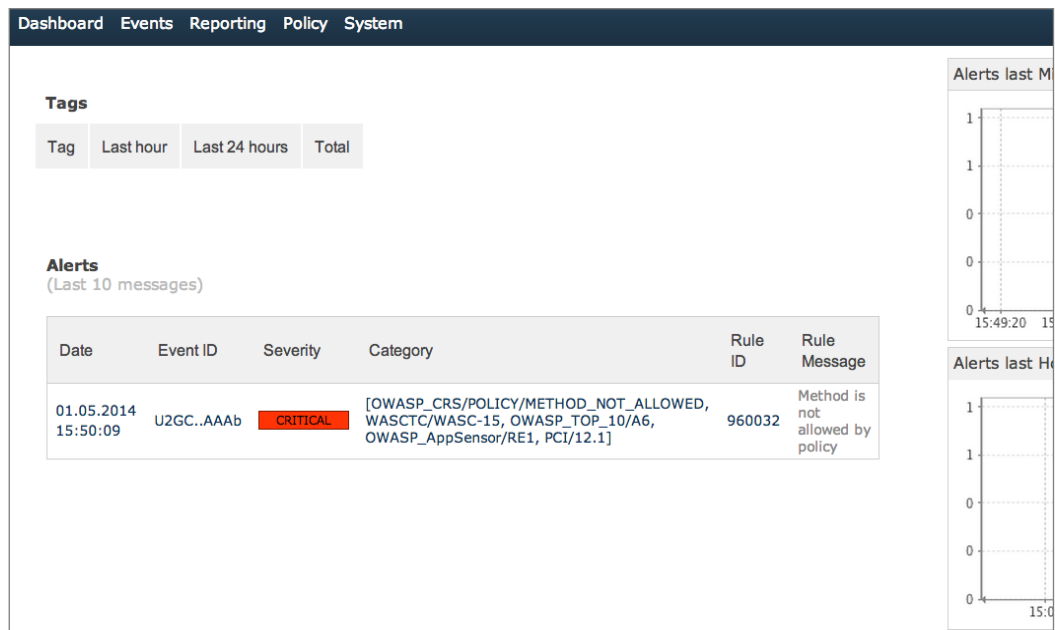 Dashboard Events Reporting Policy System
Tags
Tag Last hour Last 24 hours Total
Alerts
(Last 10 messages)
Date Event ID Severity Category Rule ID Rule Message
01.05.2014
15:50:09
U2GC..AAAb
CRITICAL
[OWASP_CRS/POLICY/METHOD_NOT_ALLOWED,
WASCTC/WASC-15, OWASP_TOP_10/A6,
OWASP_AppSensor/RE1, PCI/12.1]
960032
Method is
not
allowed by
policy
Alerts last Mi
1
1
0
0
0
15:49:20 15
Alerts last Ho
1
1
0
0
0
15:0